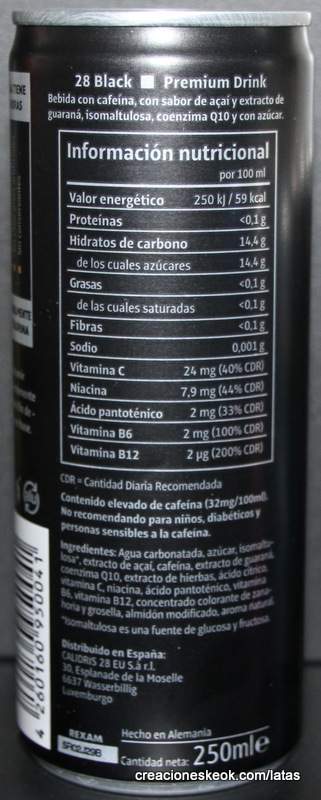 28 Black ■ Premium Drink
Bebida con cafeína, con sabor de açaí y extracto de
guaraná, isomaltulosa, coenzima Q10 y con azúcar.
Información nutricional
por 100 ml
Valor energético 250 kJ / 59 kcal
Proteínas <0,1 g
Hidratos de carbono 14,4 g
de los cuales azúcares 14,4 g
Grasas <0,1 g
de las cuales saturadas <0,1 g
Fibras <0,1 g
Sodio 0,001 g
Vitamina C 24 mg (40% CDR)
Niacina 7,9 mg (44% CDR)
Ácido pantoténico 2 mg (33% CDR)
Vitamina B6 2 mg (100% CDR)
Vitamina B12 2 µg (200% CDR)
CDR = Cantidad Diaria Recomendada
Contenido elevado de cafeína (32mg/100ml).
No recomendando para niños, diabéticos y
personas sensibles a la cafeína.
Ingredientes: Agua carbonatada, azúcar, isomaltu-
losa*, extracto de açaí, cafeína, extracto de guaraná,
coenzima Q10, extracto de hierbas, ácido cítrico,
vitamina C, niacina, ácido pantoténico, vitamina
B6, vitamina B12, concentrado colorante de zana-
horia y grosella, almidón modificado, aroma natural.
*Isomaltulosa es una fuente de glucosa y fructosa.
Distribuido en España:
CALIDRIS 28 EU S.à r.l.
30, Esplanade de la Moselle
6637 Wasserbillig
Luxemburgo
4 260160 950041
REXAM
Hecho en Alemania
Cantidad neto: 250ml e
creacioneskeok.com/latas